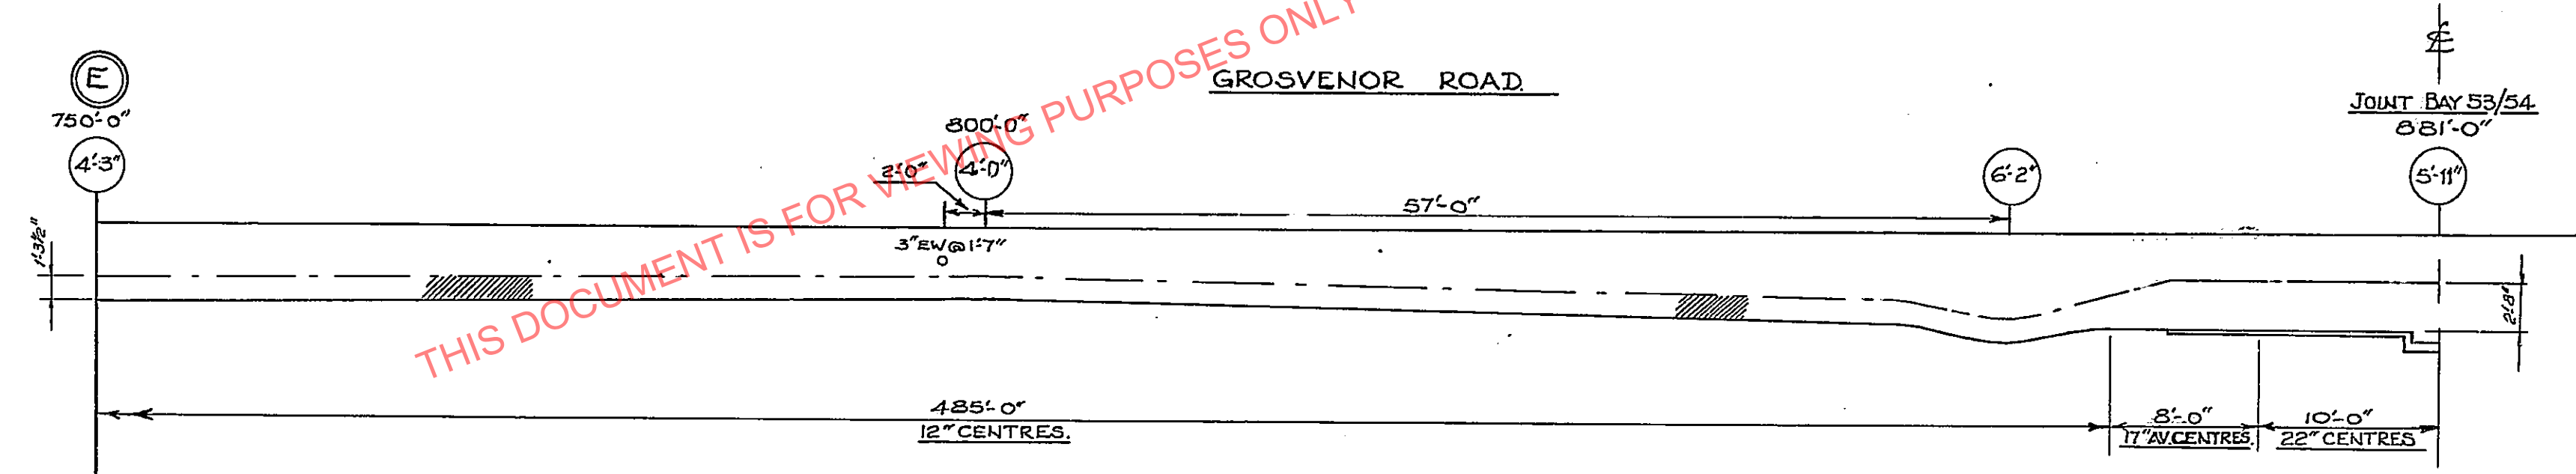 GROSVENOR ROAD.
℄
JOINT BAY 53/54
881'-0"
E
750'-0"
4'-3"
800'-0"
4'-0"
2'-0"
6'-2"
5'-11"
57'-0"
1'-3½"
3"EW@1'-7"
2'-8"
THIS DOCUMENT IS FOR VIEWING PURPOSES ONLY
485'-0"
12" CENTRES.
8'-0"
17" AV. CENTRES.
10'-0"
22" CENTRES